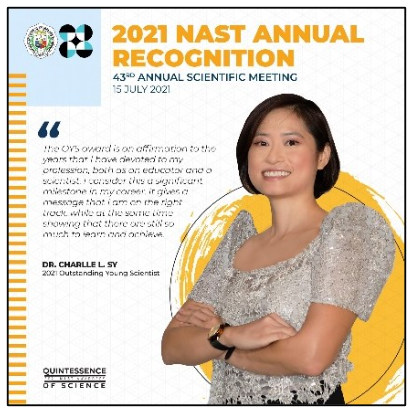 2021 NAST ANNUAL
RECOGNITION
43RD ANNUAL SCIENTIFIC MEETING
15 JULY 2021
“
The OYS award is an affirmation to the
years that I have devoted to my
profession, both as an educator and a
scientist. I consider this a significant
milestone in my career. It gives a
message that I am on the right
track, while at the same time
showing that there are still so
much to learn and achieve.
DR. CHARLLE L. SY
2021 Outstanding Young Scientist
QUINTESSENCE
OF SCIENCE